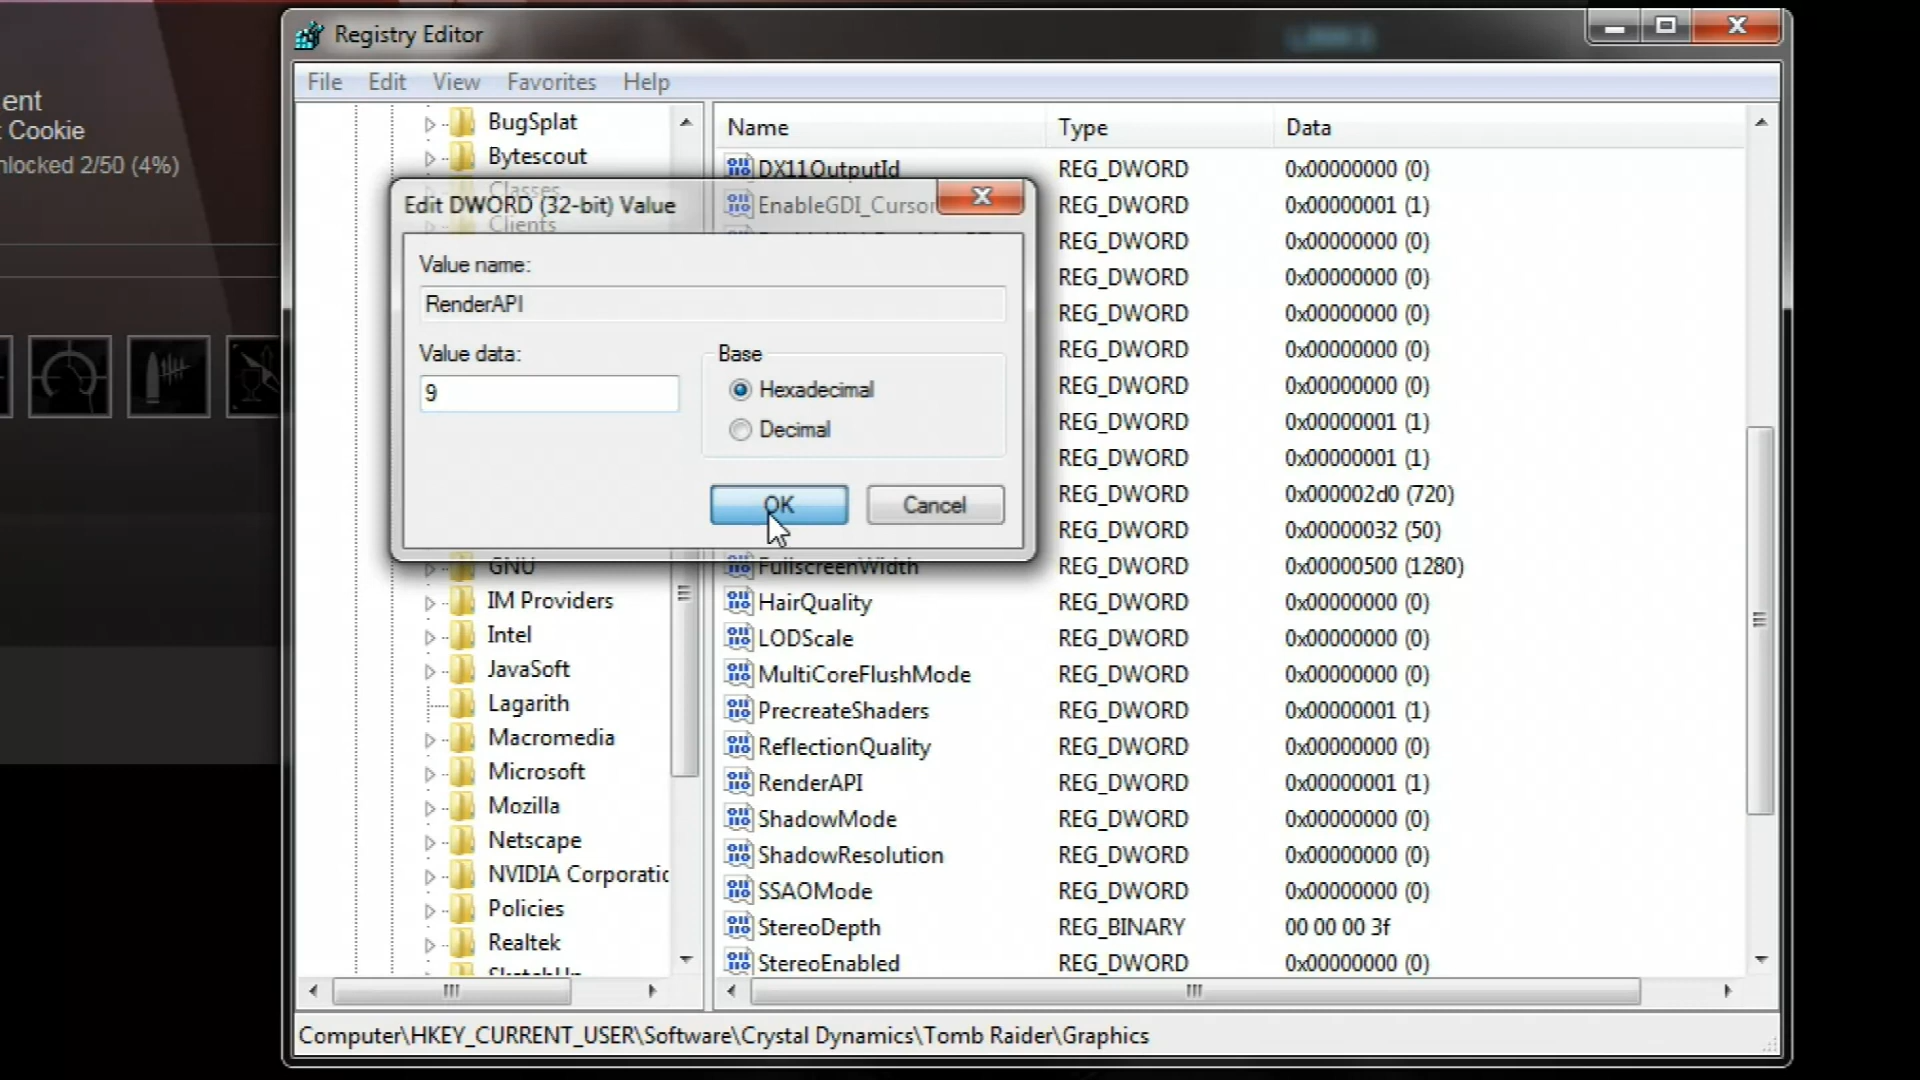 ent
Cookie
nlocked 2/50 (4%)
Registry Editor
File Edit View Favorites Help
BugSplat
Bytescout
Classes
Clients
GNU
IM Providers
Intel
JavaSoft
Lagarith
Macromedia
Microsoft
Mozilla
Netscape
NVIDIA Corporatic
Policies
Realtek
SketchUp
Edit DWORD (32-bit) Value
Value name:
RenderAPI
Value data:
9
Base
Hexadecimal
Decimal
OK Cancel
Name Type Data
DX11OutputId REG_DWORD 0x00000000 (0)
EnableGDI_Cursor REG_DWORD 0x00000001 (1)
REG_DWORD 0x00000000 (0)
REG_DWORD 0x00000000 (0)
REG_DWORD 0x00000000 (0)
REG_DWORD 0x00000000 (0)
REG_DWORD 0x00000000 (0)
REG_DWORD 0x00000001 (1)
REG_DWORD 0x00000001 (1)
REG_DWORD 0x000002d0 (720)
REG_DWORD 0x00000032 (50)
FullscreenWidth REG_DWORD 0x00000500 (1280)
HairQuality REG_DWORD 0x00000000 (0)
LODScale REG_DWORD 0x00000000 (0)
MultiCoreFlushMode REG_DWORD 0x00000000 (0)
PrecreateShaders REG_DWORD 0x00000001 (1)
ReflectionQuality REG_DWORD 0x00000000 (0)
RenderAPI REG_DWORD 0x00000001 (1)
ShadowMode REG_DWORD 0x00000000 (0)
ShadowResolution REG_DWORD 0x00000000 (0)
SSAOMode REG_DWORD 0x00000000 (0)
StereoDepth REG_BINARY 00 00 00 3f
StereoEnabled REG_DWORD 0x00000000 (0)
Computer\HKEY_CURRENT_USER\Software\Crystal Dynamics\Tomb Raider\Graphics